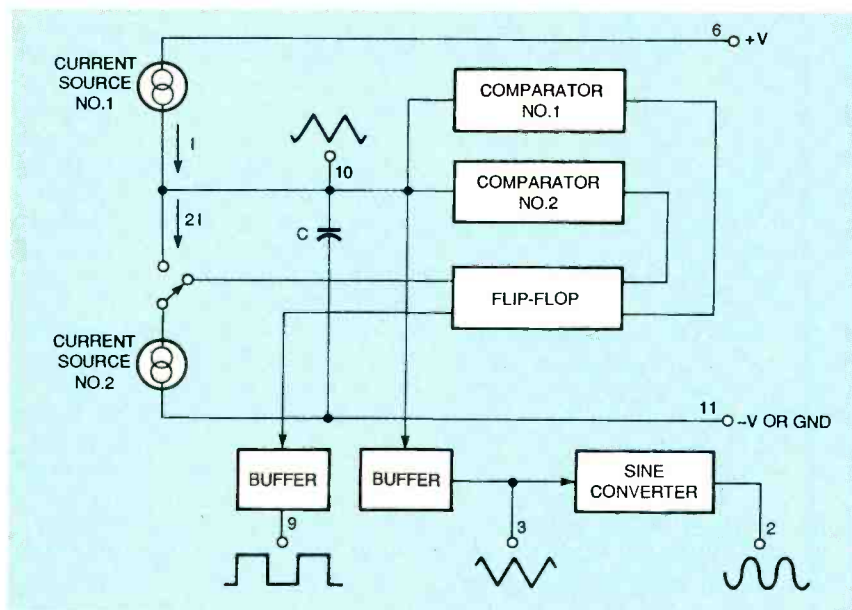 6
+V
CURRENT
SOURCE
NO.1
I
10
C
2I
COMPARATOR
NO.1
COMPARATOR
NO.2
FLIP-FLOP
CURRENT
SOURCE
NO.2
11
-V OR GND
BUFFER
BUFFER
SINE
CONVERTER
9
3
2